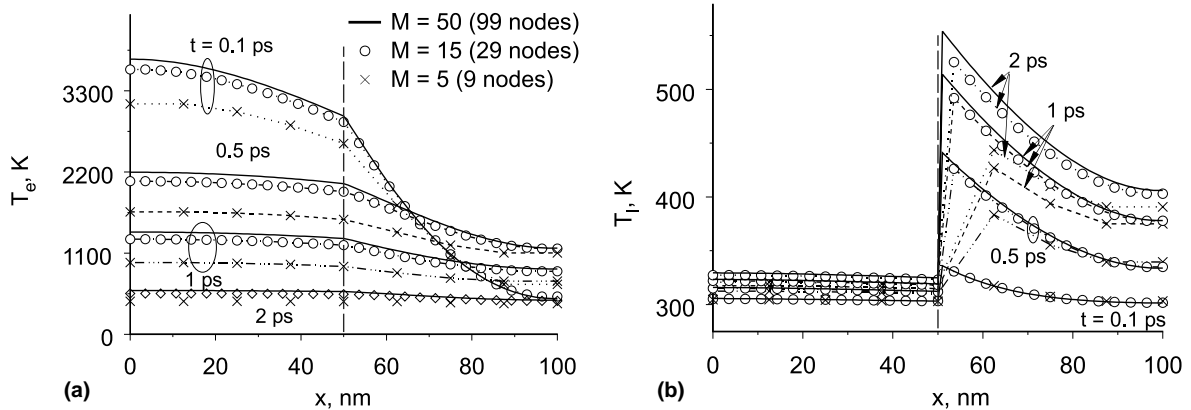 M = 50 (99 nodes)
M = 15 (29 nodes)
M = 5 (9 nodes)
t = 0.1 ps
0.5 ps
1 ps
2 ps
3300
2200
1100
0
T_e, K
0 20 40 60 80 100
x, nm
(a)
2 ps
1 ps
0.5 ps
t = 0.1 ps
500
450
400
350
300
T_l, K
0 20 40 60 80 100
x, nm
(b)